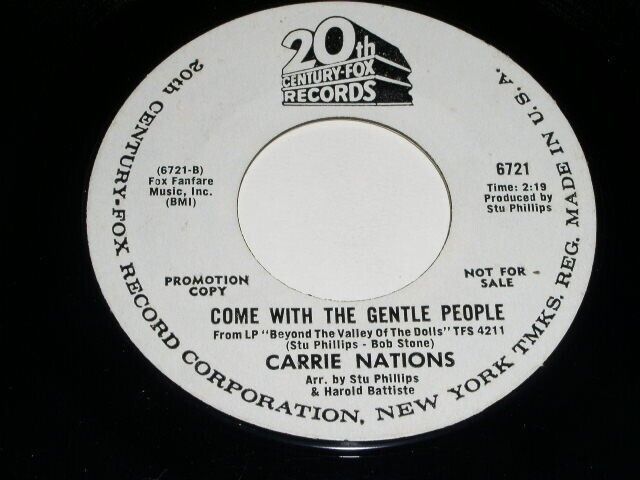 20th
CENTURY-FOX
RECORDS
20th CENTURY-FOX RECORD CORPORATION, NEW YORK TMKS. REG. MADE IN U.S.A.
(6721-B)
Fox Fanfare
Music, Inc.
(BMI)
6721
Time: 2:19
Produced by
Stu Phillips
PROMOTION
COPY
NOT FOR
SALE
COME WITH THE GENTLE PEOPLE
From LP "Beyond The Valley Of The Dolls" TFS 4211
(Stu Phillips - Bob Stone)
CARRIE NATIONS
Arr. by Stu Phillips
& Harold Battiste